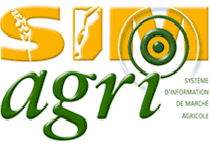 SIM
agri
SYSTÈME
D'INFORMATION
DE MARCHÉ
AGRICOLE